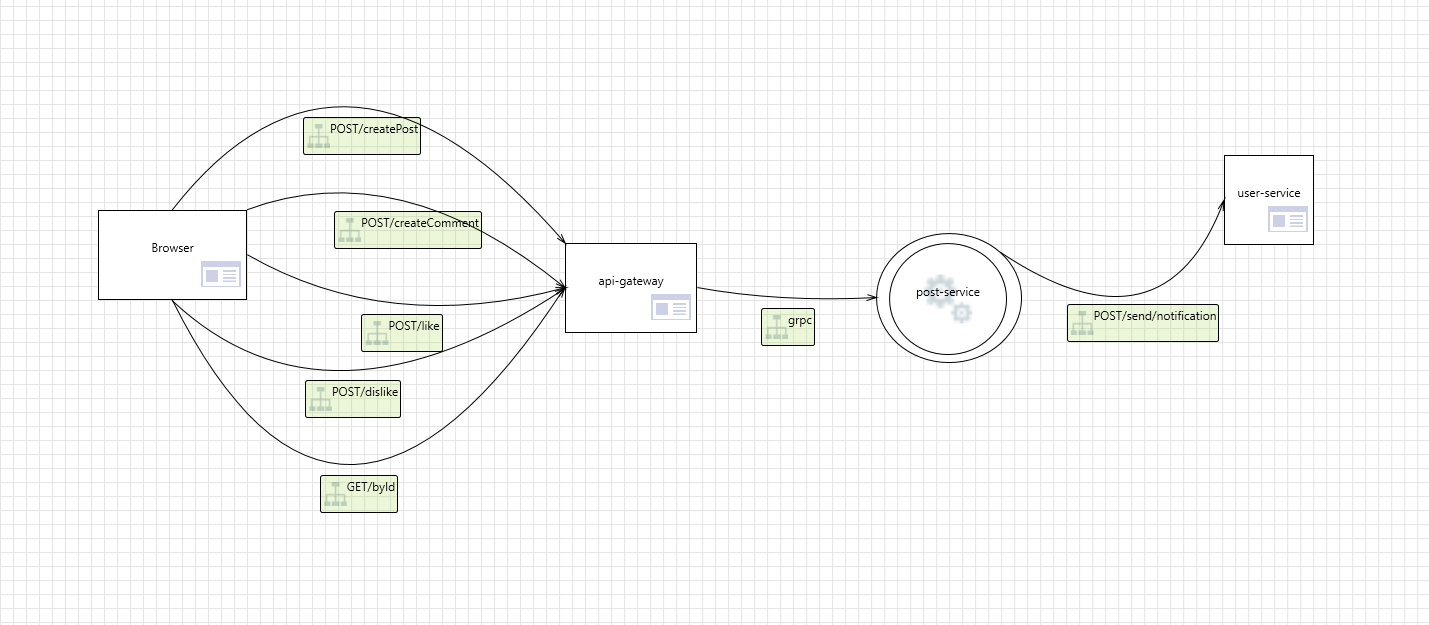 POST/createPost
POST/createComment
Browser
POST/like
POST/dislike
GET/byId
api-gateway
grpc
post-service
POST/send/notification
user-service